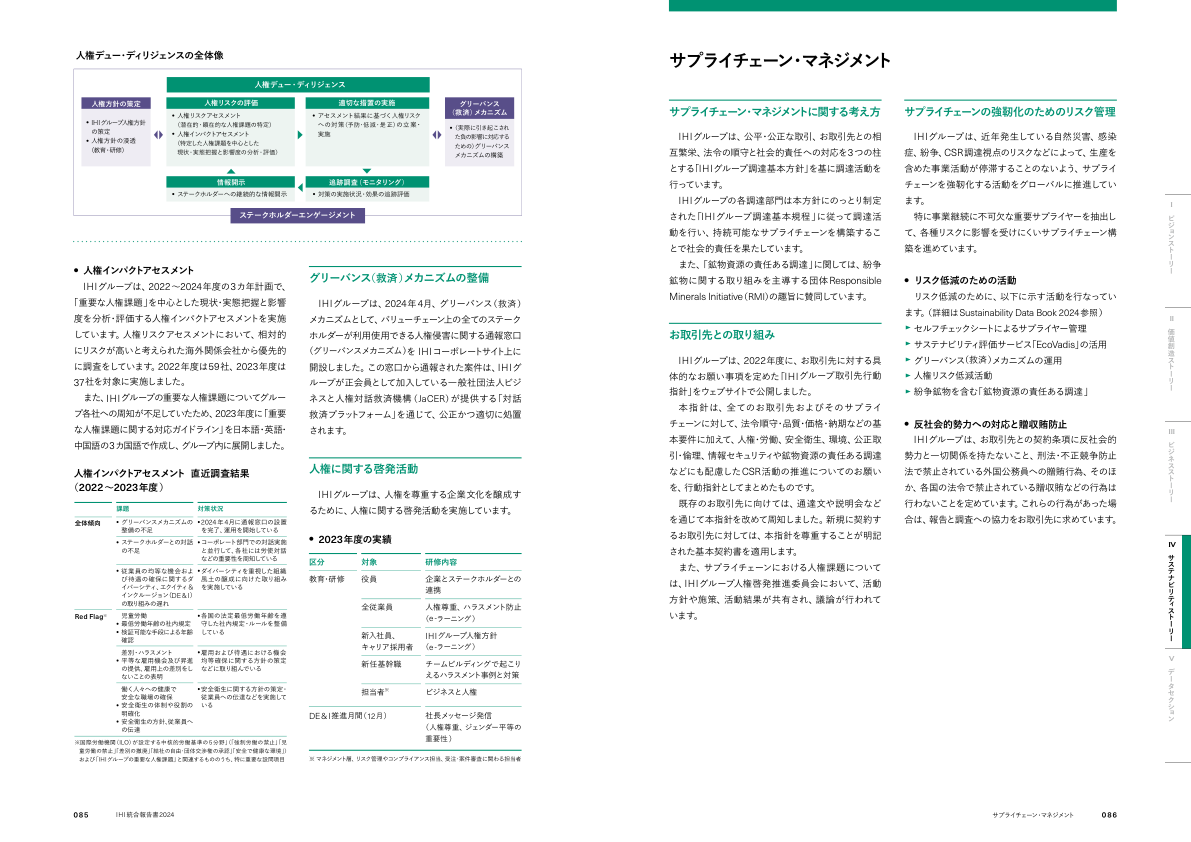 人権デュー・ディリジェンスの全体像
人権デュー・ディリジェンス
人権方針の策定
• IHIグループ人権方針
の策定
• 人権方針の浸透
（教育・研修）
人権リスクの評価
• 人権リスクアセスメント
（潜在的・顕在的な人権課題の特定）
• 人権インパクトアセスメント
（特定した人権課題を中心とした
現状・実態把握と影響度の分析・評価）
適切な措置の実施
• アセスメント結果に基づく人権リスク
への対策（予防・低減・是正）の立案・
実施
グリーバンス
（救済）メカニズム
•（実際に引き起こされ
た負の影響に対応する
ための）グリーバンス
メカニズムの構築
情報開示
• ステークホルダーへの継続的な情報開示
追跡調査（モニタリング）
• 対策の実施状況・効果の追跡評価
ステークホルダーエンゲージメント
● 人権インパクトアセスメント
IHIグループは、2022～2024年度の3カ年計画で、
「重要な人権課題」を中心とした現状・実態把握と影響
度を分析・評価する人権インパクトアセスメントを実施
しています。人権リスクアセスメントにおいて、相対的
にリスクが高いと考えられた海外関係会社から優先的
に調査をしています。2022年度は59社、2023年度は
37社を対象に実施しました。
また、IHIグループの重要な人権課題についてグルー
プ各社への周知が不足していたため、2023年度に「重要
な人権課題に関する対応ガイドライン」を日本語・英語・
中国語の3カ国語で作成し、グループ内に展開しました。
人権インパクトアセスメント　直近調査結果
（2022～2023年度）
課題　対策状況
全体傾向
• グリーバンスメカニズムの
整備の不足
•2024年4月に通報窓口の設置
を完了、運用を開始している
• ステークホルダーとの対話
の不足
•コーポレート部門での対話実施
と並行して、各社には労使対話
などの重要性を周知している
• 従業員の均等な機会およ
び待遇の確保に関するダ
イバーシティ、エクイティ&
インクルージョン（DE&I）
の取り組みの遅れ
•ダイバーシティを重視した組織
風土の醸成に向けた取り組み
を実施している
Red Flag※
児童労働
• 最低労働年齢の社内規定
• 検証可能な手段による年齢
確認
•各国の法定最低労働年齢を遵
守した社内規定・ルールを整備
している
差別・ハラスメント
• 平等な雇用機会及び昇進
の提供、雇用上の差別をし
ないことの表明
•雇用および待遇における機会
均等確保に関する方針の策定
などに取り組んでいる
働く人々への健康で
安全な職場の確保
• 安全衛生の体制や役割の
明確化
• 安全衛生の方針、従業員へ
の伝達
•安全衛生に関する方針の策定・
従業員への伝達などを実施して
いる
※国際労働機関（ILO）が設定する中核的労働基準の5分野」（「強制労働の禁止」「児
童労働の禁止」「差別の撤廃」「結社の自由・団体交渉権の承認」「安全で健康な環境」）
および「IHIグループの重要な人権課題」と関連するもののうち、特に重要な設問項目
グリーバンス（救済）メカニズムの整備
IHIグループは、2024年4月、グリーバンス（救済）
メカニズムとして、バリューチェーン上の全てのステーク
ホルダーが利用使用できる人権侵害に関する通報窓口
（グリーバンスメカニズム）をIHIコーポレートサイト上に
開設しました。この窓口から通報された案件は、IHIグ
ループが正会員として加入している一般社団法人ビジ
ネスと人権対話救済機構（JaCER）が提供する「対話
救済プラットフォーム」を通じて、公正かつ適切に処置
されます。
人権に関する啓発活動
IHIグループは、人権を尊重する企業文化を醸成す
るために、人権に関する啓発活動を実施しています。
● 2023年度の実績
区分　対象　研修内容
教育・研修　役員　企業とステークホルダーとの
連携
全従業員　人権尊重、ハラスメント防止
（e-ラーニング）
新入社員、
キャリア採用者
IHIグループ人権方針
（e-ラーニング）
新任基幹職　チームビルディングで起こり
えるハラスメント事例と対策
担当者※　ビジネスと人権
DE&I推進月間（12月）　社長メッセージ発信
（人権尊重、ジェンダー平等の
重要性）
※ マネジメント層、リスク管理やコンプライアンス担当、受注・案件審査に関わる担当者
085　IHI統合報告書2024
サプライチェーン・マネジメント
サプライチェーン・マネジメントに関する考え方
IHIグループは、公平・公正な取引、お取引先との相
互繁栄、法令の順守と社会的責任への対応を3つの柱
とする「IHIグループ調達基本方針」を基に調達活動を
行っています。
IHIグループの各調達部門は本方針にのっとり制定
された「IHIグループ調達基本規程」に従って調達活
動を行い、持続可能なサプライチェーンを構築するこ
とで社会的責任を果たしています。
また、「鉱物資源の責任ある調達」に関しては、紛争
鉱物に関する取り組みを主導する団体Responsible
Minerals Initiative（RMI）の趣旨に賛同しています。
お取引先との取り組み
IHIグループは、2022年度に、お取引先に対する具
体的なお願い事項を定めた「IHIグループ取引先行動
指針」をウェブサイトで公開しました。
本指針は、全てのお取引先およびそのサプライ
チェーンに対して、法令順守・品質・価格・納期などの基
本要件に加えて、人権・労働、安全衛生、環境、公正取
引・倫理、情報セキュリティや鉱物資源の責任ある調達
などにも配慮したCSR活動の推進についてのお願い
を、行動指針としてまとめたものです。
既存のお取引先に向けては、通達文や説明会など
を通じて本指針を改めて周知しました。新規に契約す
るお取引先に対しては、本指針を尊重することが明記
された基本契約書を適用します。
また、サプライチェーンにおける人権課題について
は、IHIグループ人権啓発推進委員会において、活動
方針や施策、活動結果が共有され、議論が行われて
います。
サプライチェーンの強靭化のためのリスク管理
IHIグループは、近年発生している自然災害、感染
症、紛争、CSR調達視点のリスクなどによって、生産を
含めた事業活動が停滞することのないよう、サプライ
チェーンを強靭化する活動をグローバルに推進してい
ます。
特に事業継続に不可欠な重要サプライヤーを抽出し
て、各種リスクに影響を受けにくいサプライチェーン構
築を進めています。
● リスク低減のための活動
リスク低減のために、以下に示す活動を行なってい
ます。（詳細はSustainability Data Book 2024参照）
► セルフチェックシートによるサプライヤー管理
► サステナビリティ評価サービス「EcoVadis」の活用
► グリーバンス（救済）メカニズムの運用
► 人権リスク低減活動
► 紛争鉱物を含む「鉱物資源の責任ある調達」
● 反社会的勢力への対応と贈収賄防止
IHIグループは、お取引先との契約条項に反社会的
勢力と一切関係を持たないこと、刑法・不正競争防止
法で禁止されている外国公務員への贈賄行為、そのほ
か、各国の法令で禁止されている贈収賄などの行為は
行わないことを定めています。これらの行為があった場
合は、報告と調査への協力をお取引先に求めています。
Ⅰ ビジョンストーリー
Ⅱ 価値創造ストーリー
Ⅲ ビジネスストーリー
Ⅳ サステナビリティストーリー
Ⅴ データセクション
サプライチェーン・マネジメント　086